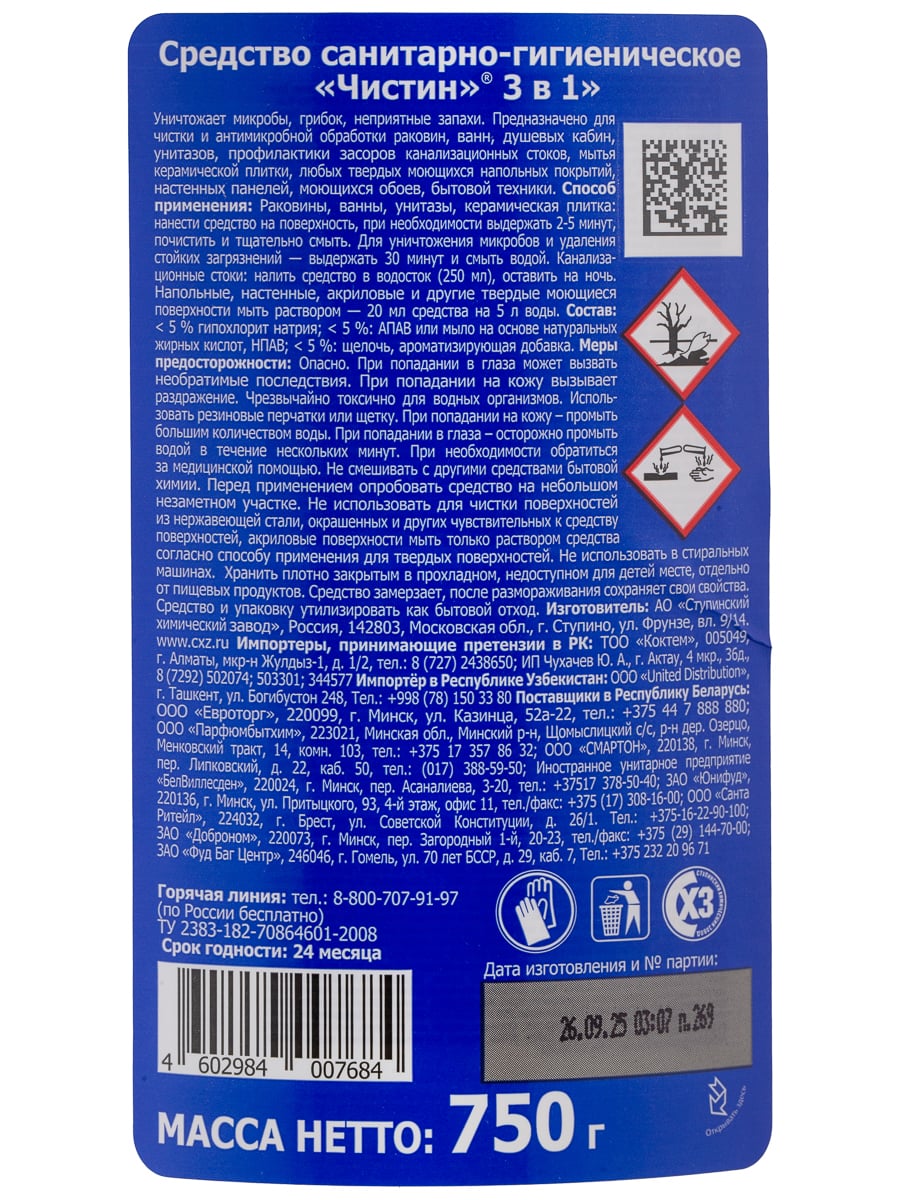 Средство санитарно-гигиеническое
«Чистин»® 3 в 1»
Уничтожает микробы, грибок, неприятные запахи. Предназначено для
чистки и антимикробной обработки раковин, ванн, душевых кабин,
унитазов, профилактики засоров канализационных стоков, мытья
керамической плитки, любых твердых моющихся напольных покрытий,
настенных панелей, моющихся обоев, бытовой техники. Способ
применения: Раковины, ванны, унитазы, керамическая плитка:
нанести средство на поверхность, при необходимости выдержать 2-5 минут,
почистить и тщательно смыть. Для уничтожения микробов и удаления
стойких загрязнений — выдержать 30 минут и смыть водой. Канализа-
ционные стоки: налить средство в водосток (250 мл), оставить на ночь.
Напольные, настенные, акриловые и другие твердые моющиеся
поверхности мыть раствором — 20 мл средства на 5 л воды. Состав:
< 5 % гипохлорит натрия; < 5 %: АПАВ или мыло на основе натуральных
жирных кислот, НПАВ; < 5 %: щелочь, ароматизирующая добавка. Меры
предосторожности: Опасно. При попадании в глаза может вызвать
необратимые последствия. При попадании на кожу вызывает
раздражение. Чрезвычайно токсично для водных организмов. Исполь-
зовать резиновые перчатки или щетку. При попадании на кожу – промыть
большим количеством воды. При попадании в глаза – осторожно промыть
водой в течение нескольких минут. При необходимости обратиться
за медицинской помощью. Не смешивать с другими средствами бытовой
химии. Перед применением опробовать средство на небольшом
незаметном участке. Не использовать для чистки поверхностей
из нержавеющей стали, окрашенных и других чувствительных к средству
поверхностей, акриловые поверхности мыть только раствором средства
согласно способу применения для твердых поверхностей. Не использовать в стиральных
машинах. Хранить плотно закрытым в прохладном, недоступном для детей месте, отдельно
от пищевых продуктов. Средство замерзает, после размораживания сохраняет свои свойства.
Средство и упаковку утилизировать как бытовой отход. Изготовитель: АО «Ступинский
химический завод», Россия, 142803, Московская обл., г. Ступино, ул. Фрунзе, вл. 9/14.
www.cxz.ru Импортеры, принимающие претензии в РК: ТОО «Коктем», 005049,
г. Алматы, мкр-н Жулдыз-1, д. 1/2, тел.: 8 (727) 2438650; ИП Чухачев Ю. А., г. Актау, 4 мкр., 36д.,
8 (7292) 502074; 503301; 344577 Импортёр в Республике Узбекистан: ООО «United Distribution»,
г. Ташкент, ул. Богибустон 248, Тел.: +998 (78) 150 33 80 Поставщики в Республику Беларусь:
ООО «Евроторг», 220099, г. Минск, ул. Казинца, 52а-22, тел.: +375 44 7 888 880;
ООО «Парфюмбытхим», 223021, Минская обл., Минский р-н, Щомыслицкий с/с, р-н дер. Озерцо,
Менковский тракт, 14, комн. 103, тел.: +375 17 357 86 32; ООО «СМАРТОН», 220138, г. Минск,
пер. Липковский, д. 22, каб. 50, тел.: (017) 388-59-50; Иностранное унитарное предприятие
«БелВиллесден», 220024, г. Минск, пер. Асаналиева, 3-20, тел.: +37517 378-50-40; ЗАО «Юнифуд»,
220136, г. Минск, ул. Притыцкого, 93, 4-й этаж, офис 11, тел./факс: +375 (17) 308-16-00; ООО «Санта
Ритейл», 224032, г. Брест, ул. Советской Конституции, д. 26/1. Тел.: +375-16-22-90-100;
ЗАО «Доброном», 220073, г. Минск, пер. Загородный 1-й, 20-23, тел./факс: +375 (29) 144-70-00;
ЗАО «Фуд Баг Центр», 246046, г. Гомель, ул. 70 лет БССР, д. 29, каб. 7, Тел.: +375 232 20 96 71
Горячая линия: тел.: 8-800-707-91-97
(по России бесплатно)
ТУ 2383-182-70864601-2008
Срок годности: 24 месяца
СХЗ
СТУПИНСКИЙ ХИМИЧЕСКИЙ ЗАВОД
Дата изготовления и № партии:
26.09.25 03:07 п.269
4 602984 007684
Открывать здесь
МАССА НЕТТО: 750 г